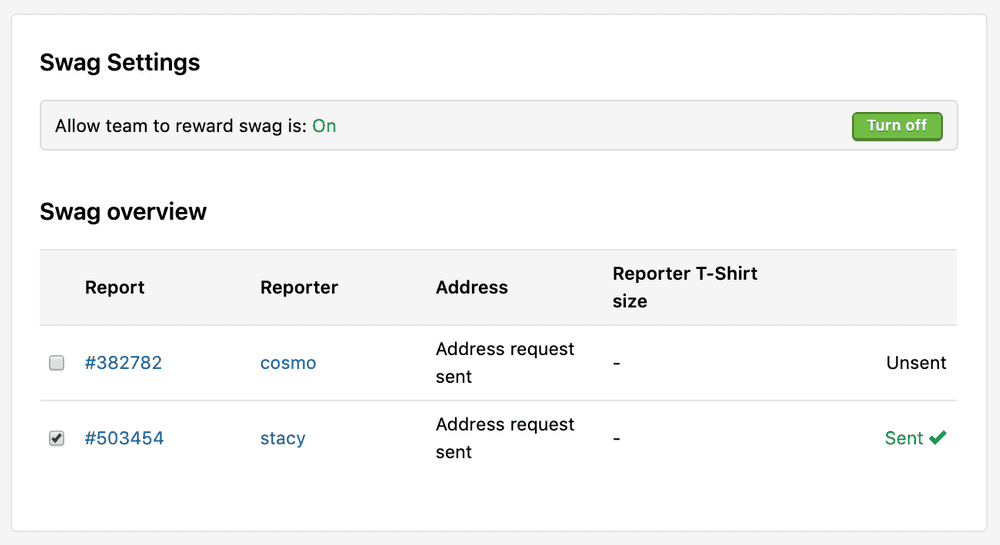 Swag Settings
Allow team to reward swag is: On
Turn off
Swag overview
Report Reporter Address Reporter T-Shirt
size
#382782 cosmo Address request
sent - Unsent
#503454 stacy Address request
sent - Sent